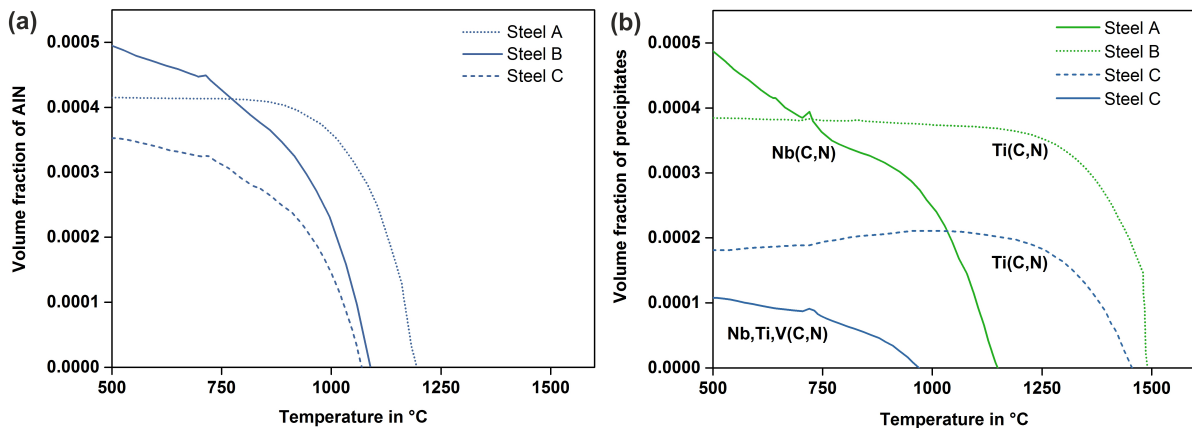 (a)
Volume fraction of AlN
0.0005
0.0004
0.0003
0.0002
0.0001
0.0000
Steel A
Steel B
Steel C
500
750
1000
1250
1500
Temperature in °C
(b)
Volume fraction of precipitates
0.0005
0.0004
0.0003
0.0002
0.0001
0.0000
Steel A
Steel B
Steel C
Steel C
Nb(C,N)
Ti(C,N)
Ti(C,N)
Nb,Ti,V(C,N)
500
750
1000
1250
1500
Temperature in °C